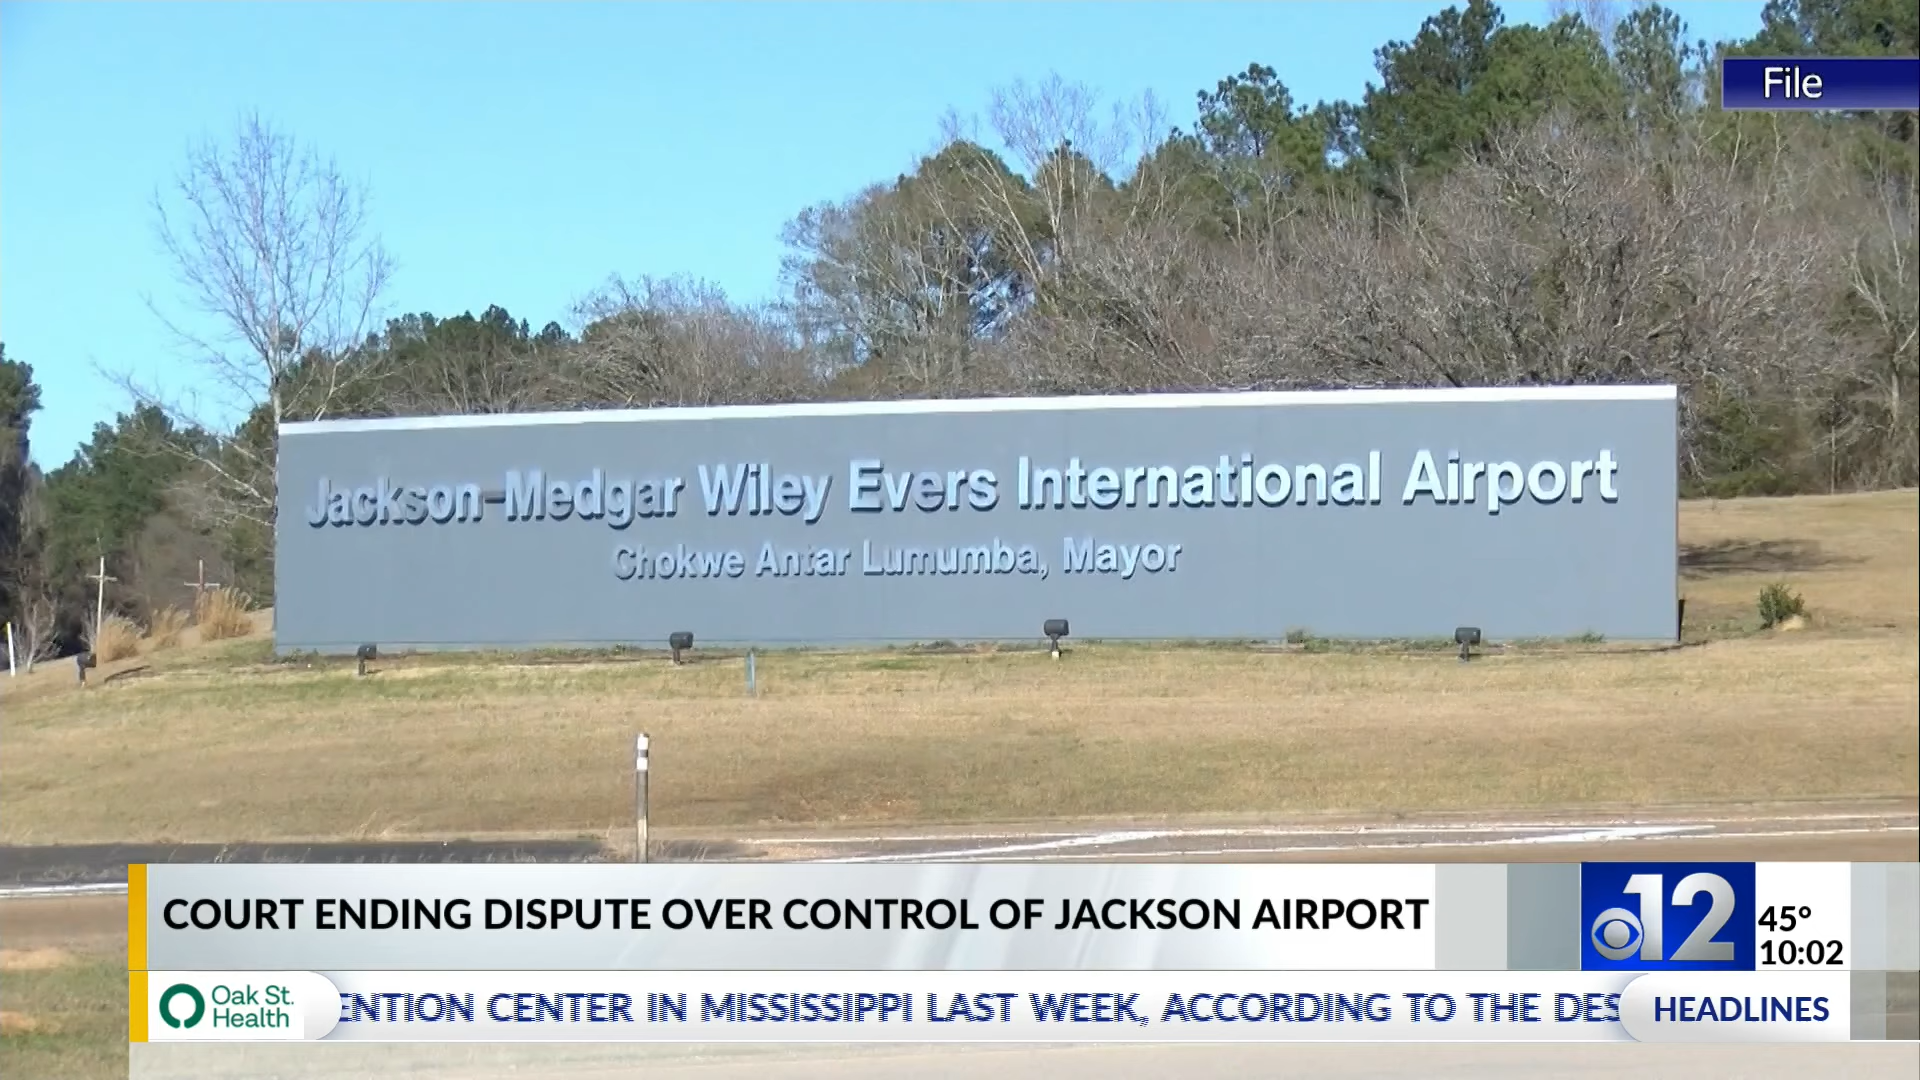 File
Jackson-Medgar Wiley Evers International Airport
Chokwe Antar Lumumba, Mayor
COURT ENDING DISPUTE OVER CONTROL OF JACKSON AIRPORT
12
45°
10:02
Oak St.
Health
ENTION CENTER IN MISSISSIPPI LAST WEEK, ACCORDING TO THE DES
HEADLINES